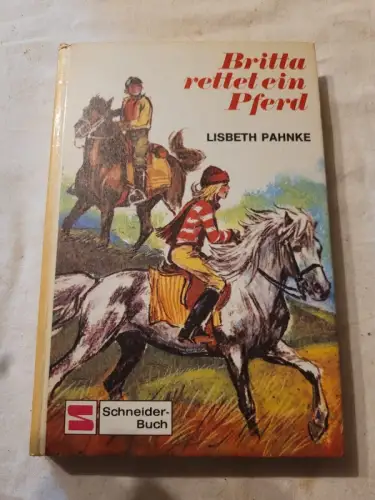 Britta
rettet ein
Pferd
LISBETH PAHNKE
Schneider-
Buch